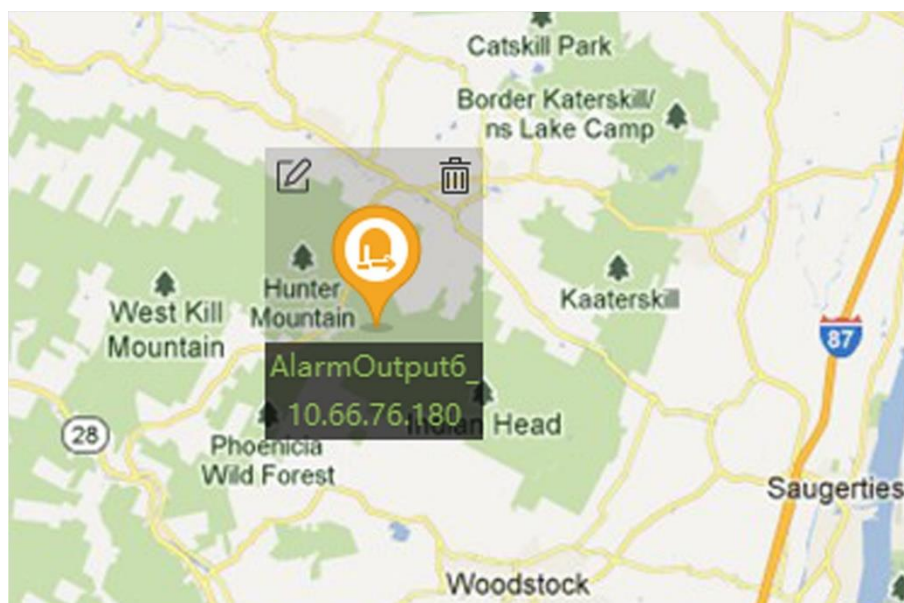 Catskill Park
Border Katerskill/
ns Lake Camp
Hunter
Mountain
Kaaterskill
West Kill
Mountain
87
AlarmOutput6_
10.66.76.180
Indian Head
28
Phoenicia
Wild Forest
Saugerties
Woodstock